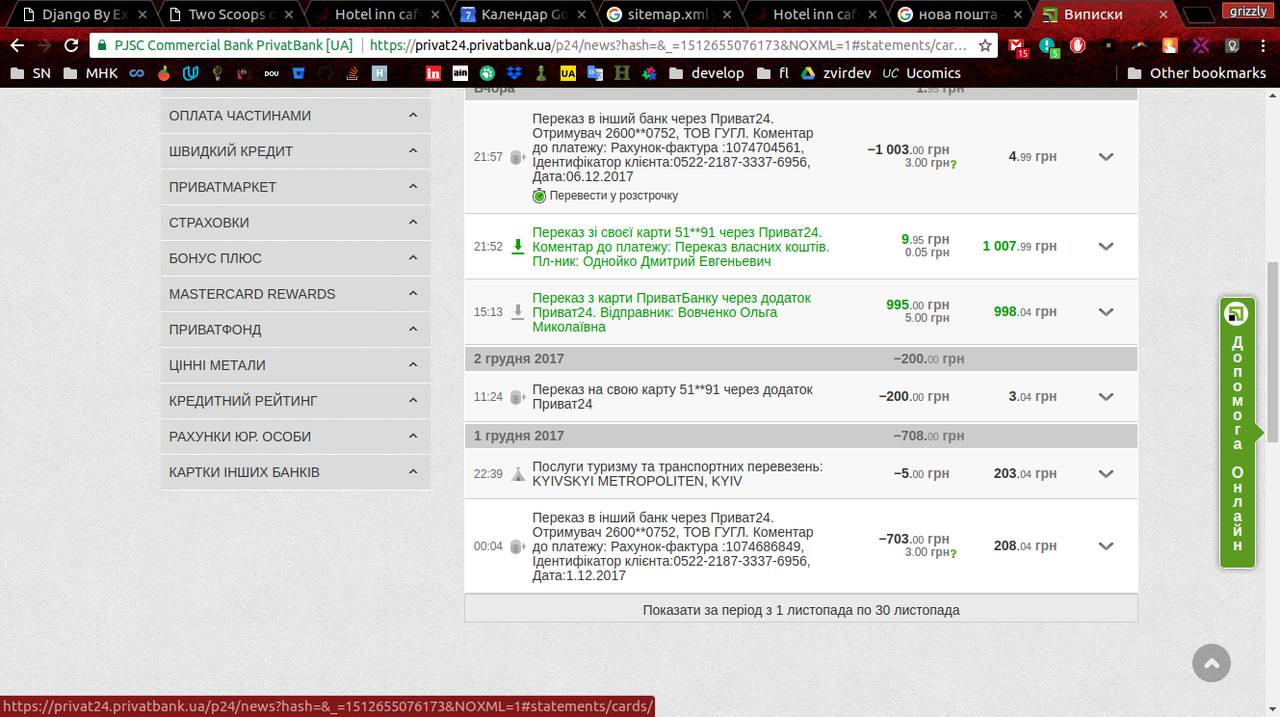 Django By Ex
Two Scoops o
Hotel inn caf
Календар Go
sitemap.xml
Hotel inn caf
нова пошта
Виписки
grizzly
PJSC Commercial Bank PrivatBank [UA]
https://privat24.privatbank.ua/p24/news?hash=&_=1512655076173&NOXML=1#statements/car...
15
5
SN
МНК
DOU
H
in
ain
UA
H
develop
fl
zvirdev
UC Ucomics
Other bookmarks
Вчора 1.95 грн
ОПЛАТА ЧАСТИНАМИ
ШВИДКИЙ КРЕДИТ
ПРИВАТМАРКЕТ
СТРАХОВКИ
БОНУС ПЛЮС
MASTERCARD REWARDS
ПРИВАТФОНД
ЦІННІ МЕТАЛИ
КРЕДИТНИЙ РЕЙТИНГ
РАХУНКИ ЮР. ОСОБИ
КАРТКИ ІНШИХ БАНКІВ
21:57
Переказ в інший банк через Приват24.
Отримувач 2600**0752, ТОВ ГУГЛ. Коментар
до платежу: Рахунок-фактура :1074704561,
Ідентифікатор клієнта:0522-2187-3337-6956,
Дата:06.12.2017
Перевести у розстрочку
−1 003.00 грн
3.00 грн?
4.99 грн
21:52
Переказ зі своєї карти 51**91 через Приват24.
Коментар до платежу: Переказ власних коштів.
Пл-ник: Однойко Дмитрий Евгеньевич
9.95 грн
0.05 грн
1 007.99 грн
15:13
Переказ з карти ПриватБанку через додаток
Приват24. Відправник: Вовченко Ольга
Миколаївна
995.00 грн
5.00 грн
998.04 грн
2 грудня 2017 −200.00 грн
11:24
Переказ на свою карту 51**91 через додаток
Приват24
−200.00 грн
3.04 грн
1 грудня 2017 −708.00 грн
22:39
Послуги туризму та транспортних перевезень:
KYIVSKYI METROPOLITEN, KYIV
−5.00 грн
203.04 грн
00:04
Переказ в інший банк через Приват24.
Отримувач 2600**0752, ТОВ ГУГЛ. Коментар
до платежу: Рахунок-фактура :1074686849,
Ідентифікатор клієнта:0522-2187-3337-6956,
Дата:1.12.2017
−703.00 грн
3.00 грн?
208.04 грн
Показати за період з 1 листопада по 30 листопада
Допомога Онлайн
https://privat24.privatbank.ua/p24/news?hash=&_=1512655076173&NOXML=1#statements/cards/